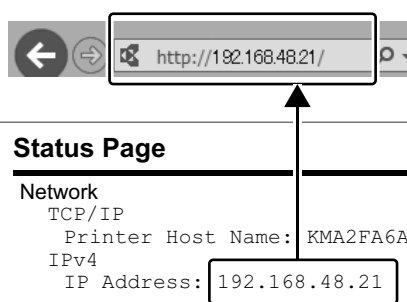 http://192.168.48.21/
Status Page
Network
TCP/IP
Printer Host Name: KMA2FA6A
IPv4
IP Address: 192.168.48.21